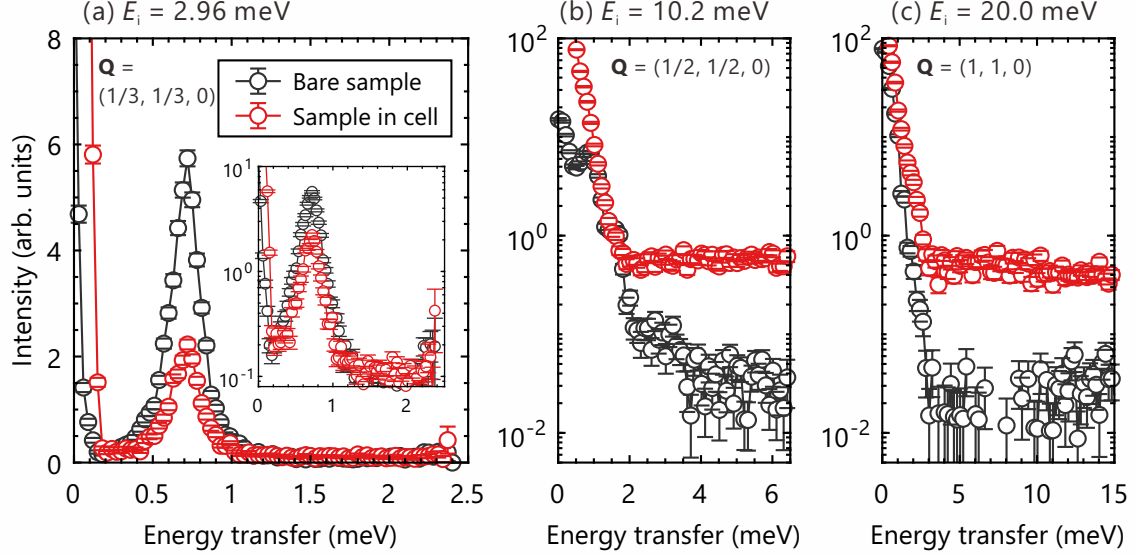 (a) Eᵢ = 2.96 meV
(b) Eᵢ = 10.2 meV
(c) Eᵢ = 20.0 meV
Q =
(1/3, 1/3, 0)
Bare sample
Sample in cell
Q = (1/2, 1/2, 0)
Q = (1, 1, 0)
Intensity (arb. units)
8
6
4
2
0
10¹
10⁰
10⁻¹
0 1 2
0 0.5 1 1.5 2 2.5
Energy transfer (meV)
10²
10⁰
10⁻²
0 2 4 6
Energy transfer (meV)
10²
10⁰
10⁻²
0 5 10 15
Energy transfer (meV)